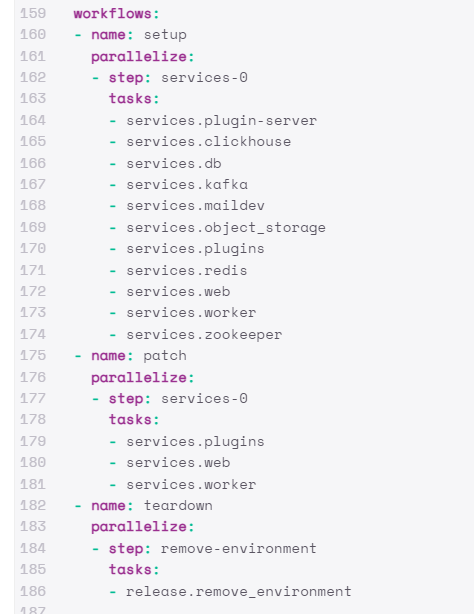 159 workflows:
160 - name: setup
161   parallelize:
162   - step: services-0
163     tasks:
164     - services.plugin-server
165     - services.clickhouse
166     - services.db
167     - services.kafka
168     - services.maildev
169     - services.object_storage
170     - services.plugins
171     - services.redis
172     - services.web
173     - services.worker
174     - services.zookeeper
175 - name: patch
176   parallelize:
177   - step: services-0
178     tasks:
179     - services.plugins
180     - services.web
181     - services.worker
182 - name: teardown
183   parallelize:
184   - step: remove-environment
185     tasks:
186     - release.remove_environment
187